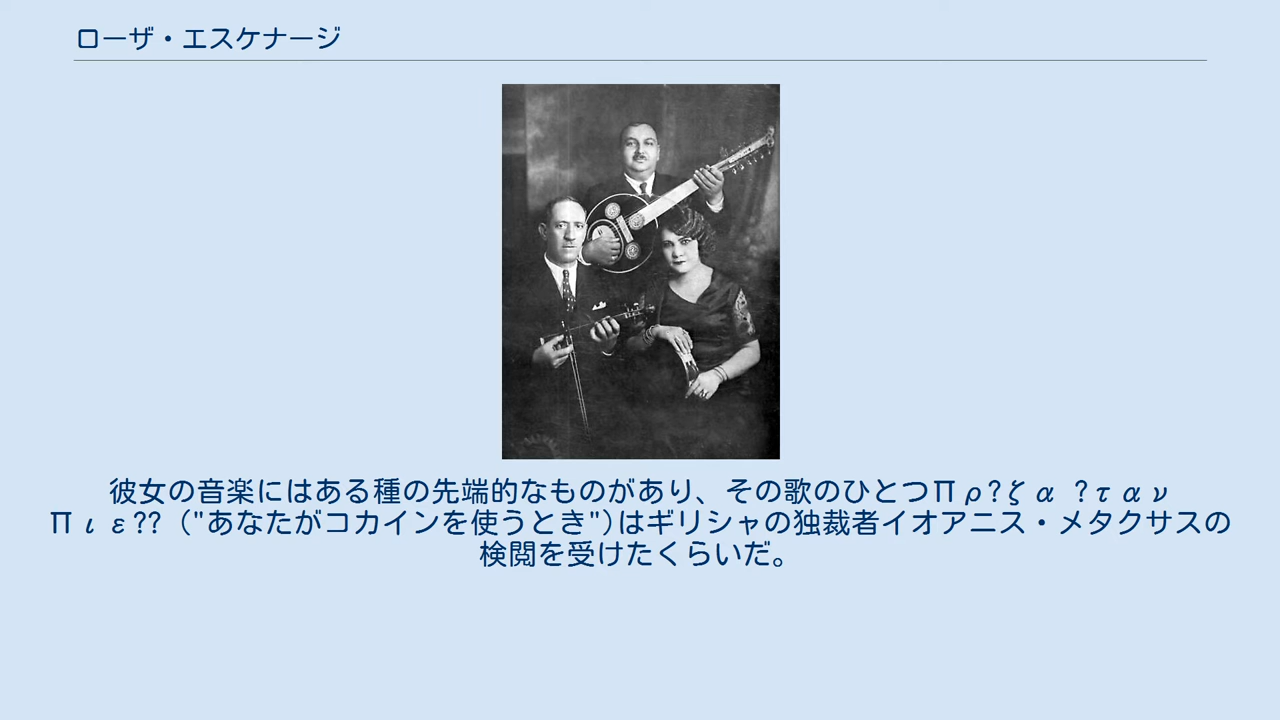 ローザ・エスケナージ
彼女の音楽にはある種の先端的なものがあり、その歌のひとつΠρ?ζα ?ταν
Πιε?? ("あなたがコカインを使うとき")はギリシャの独裁者イオアニス・メタクサスの
検閲を受けたくらいだ。